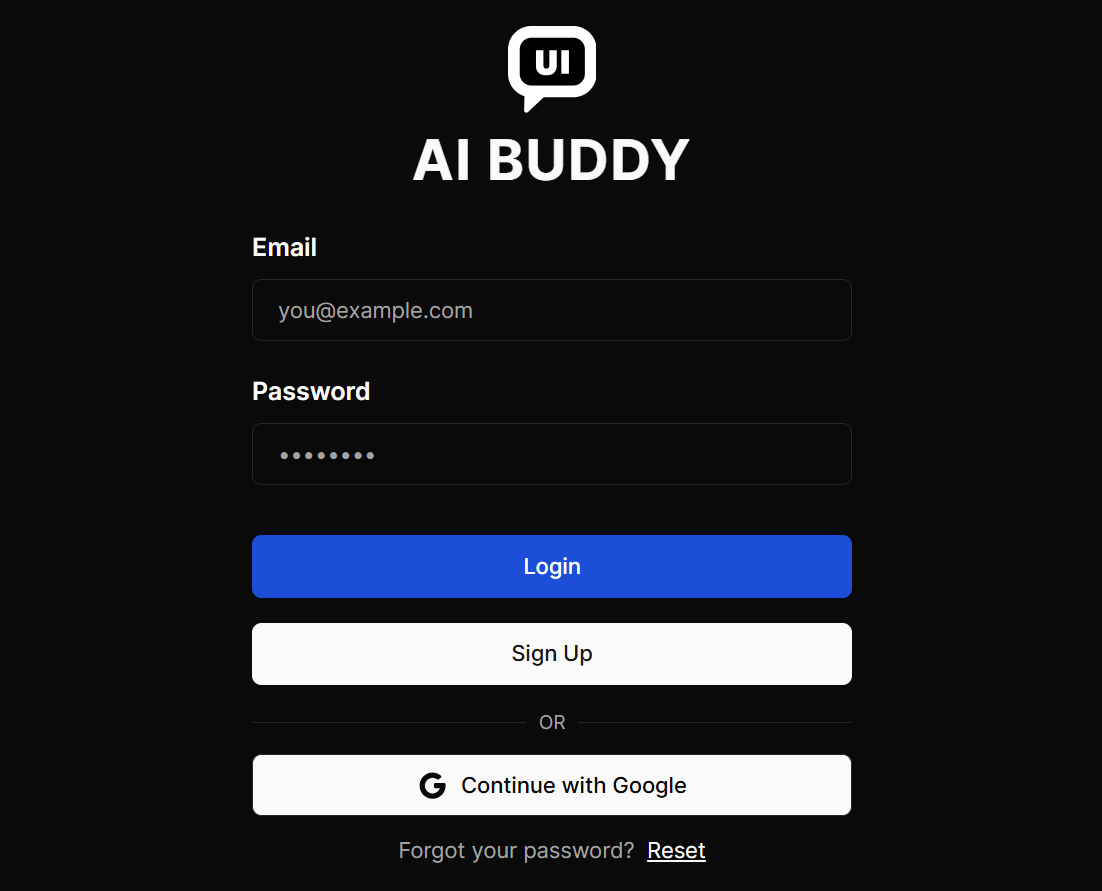 UI
AI BUDDY
Email
you@example.com
Password
••••••••
Login
Sign Up
OR
Continue with Google
Forgot your password? Reset